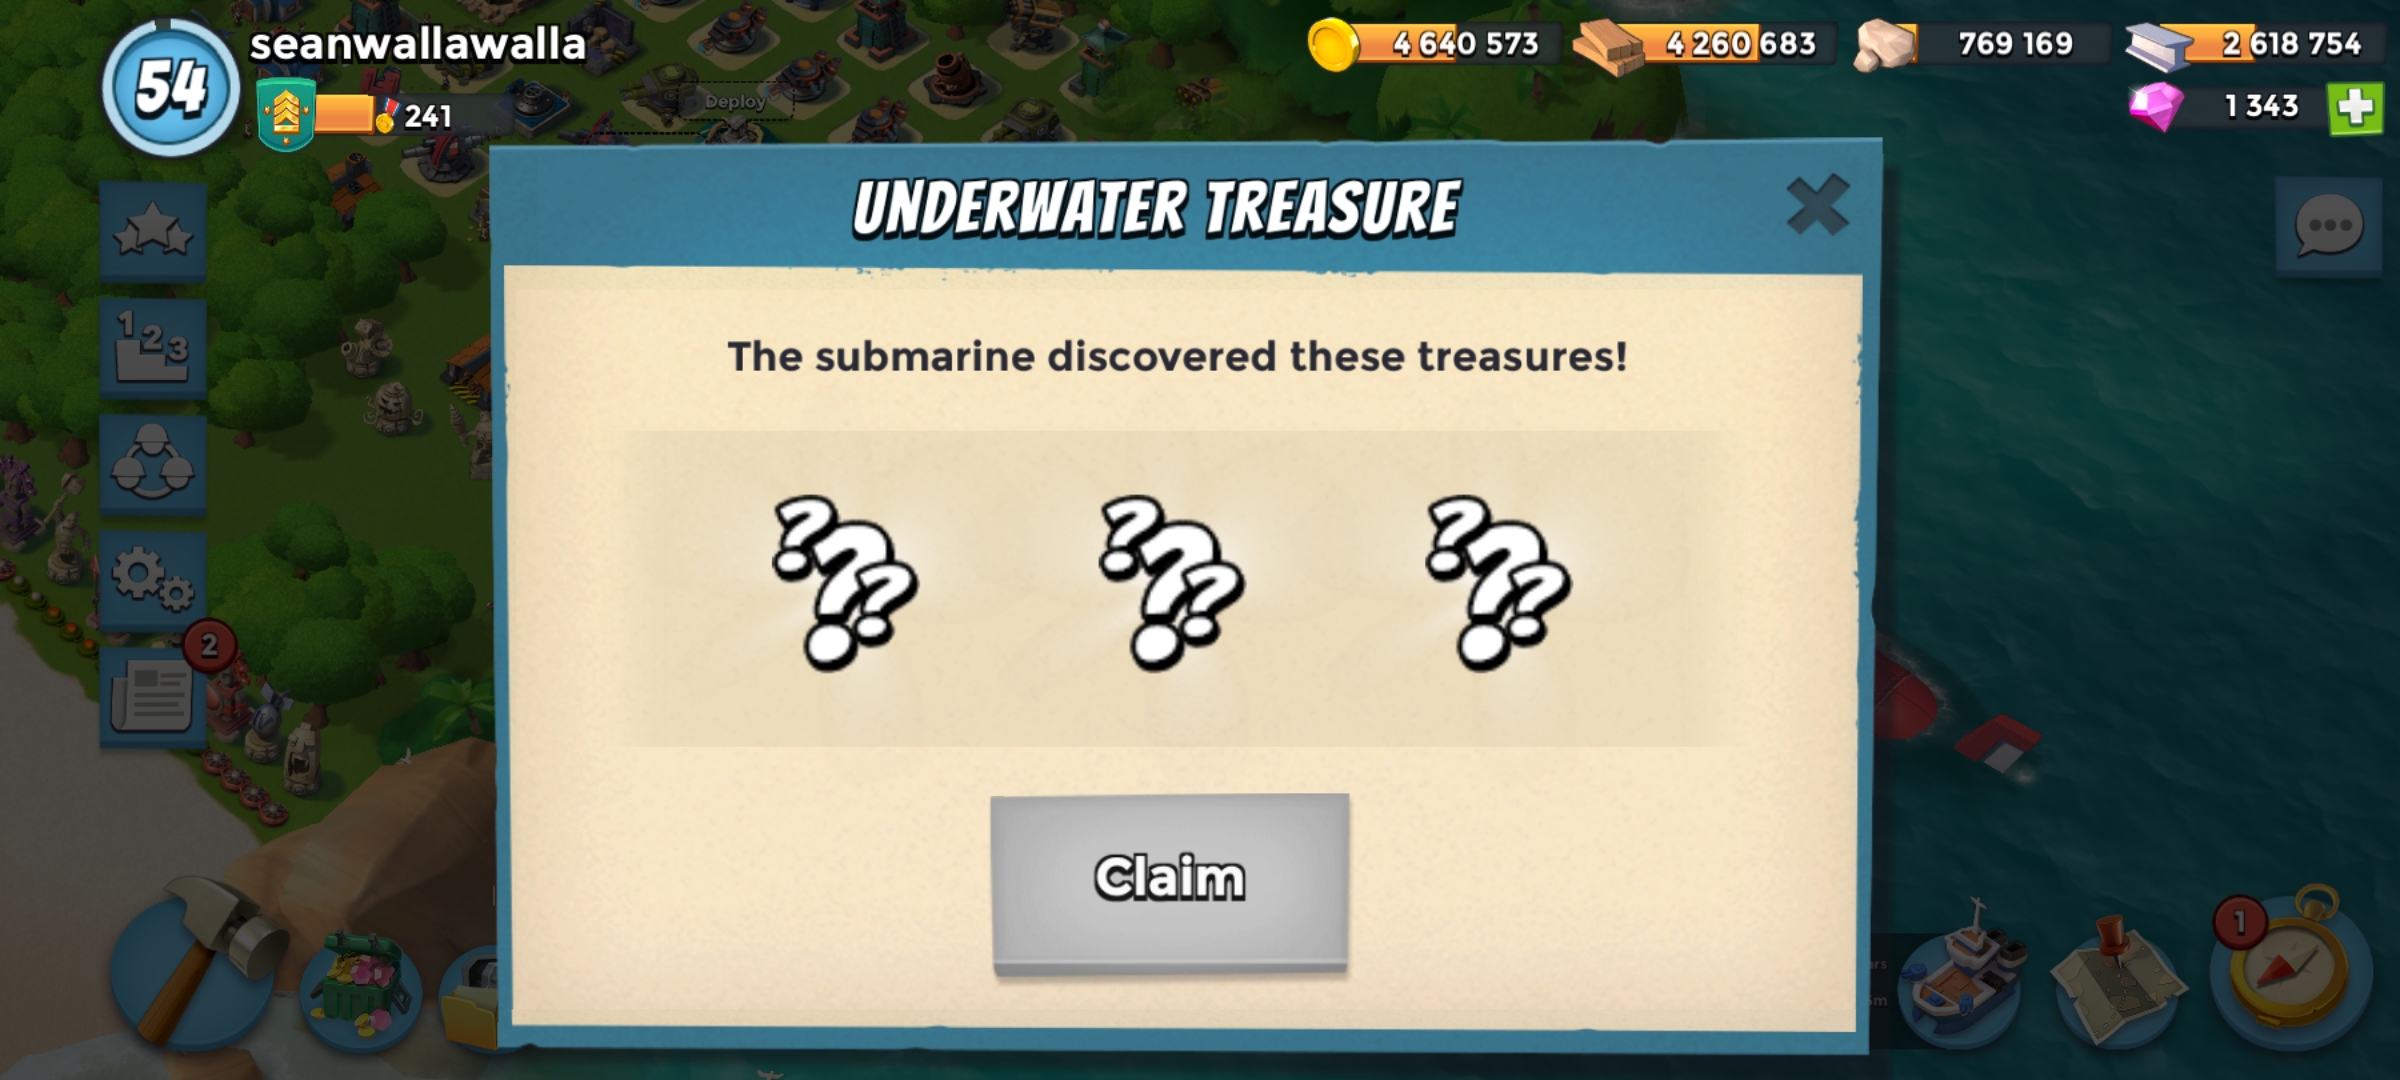 54
seanwallawalla
241
4 640 573
4 260 683
769 169
2 618 754
1 343
Deploy
UNDERWATER TREASURE
The submarine discovered these treasures!
???
???
???
Claim
1 2 3
2
1